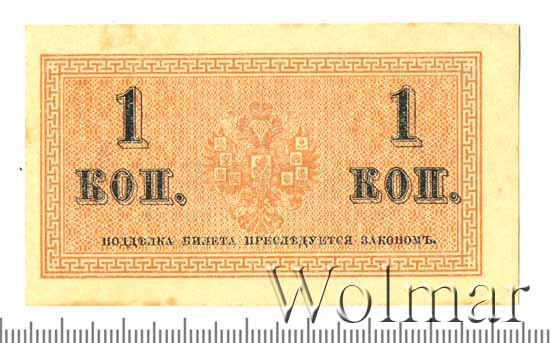 1 1
КОП. КОП.
ПОДДѢЛКА БИЛЕТА ПРЕСЛѢДУЕТСЯ ЗАКОНОМЪ.
Wolmar